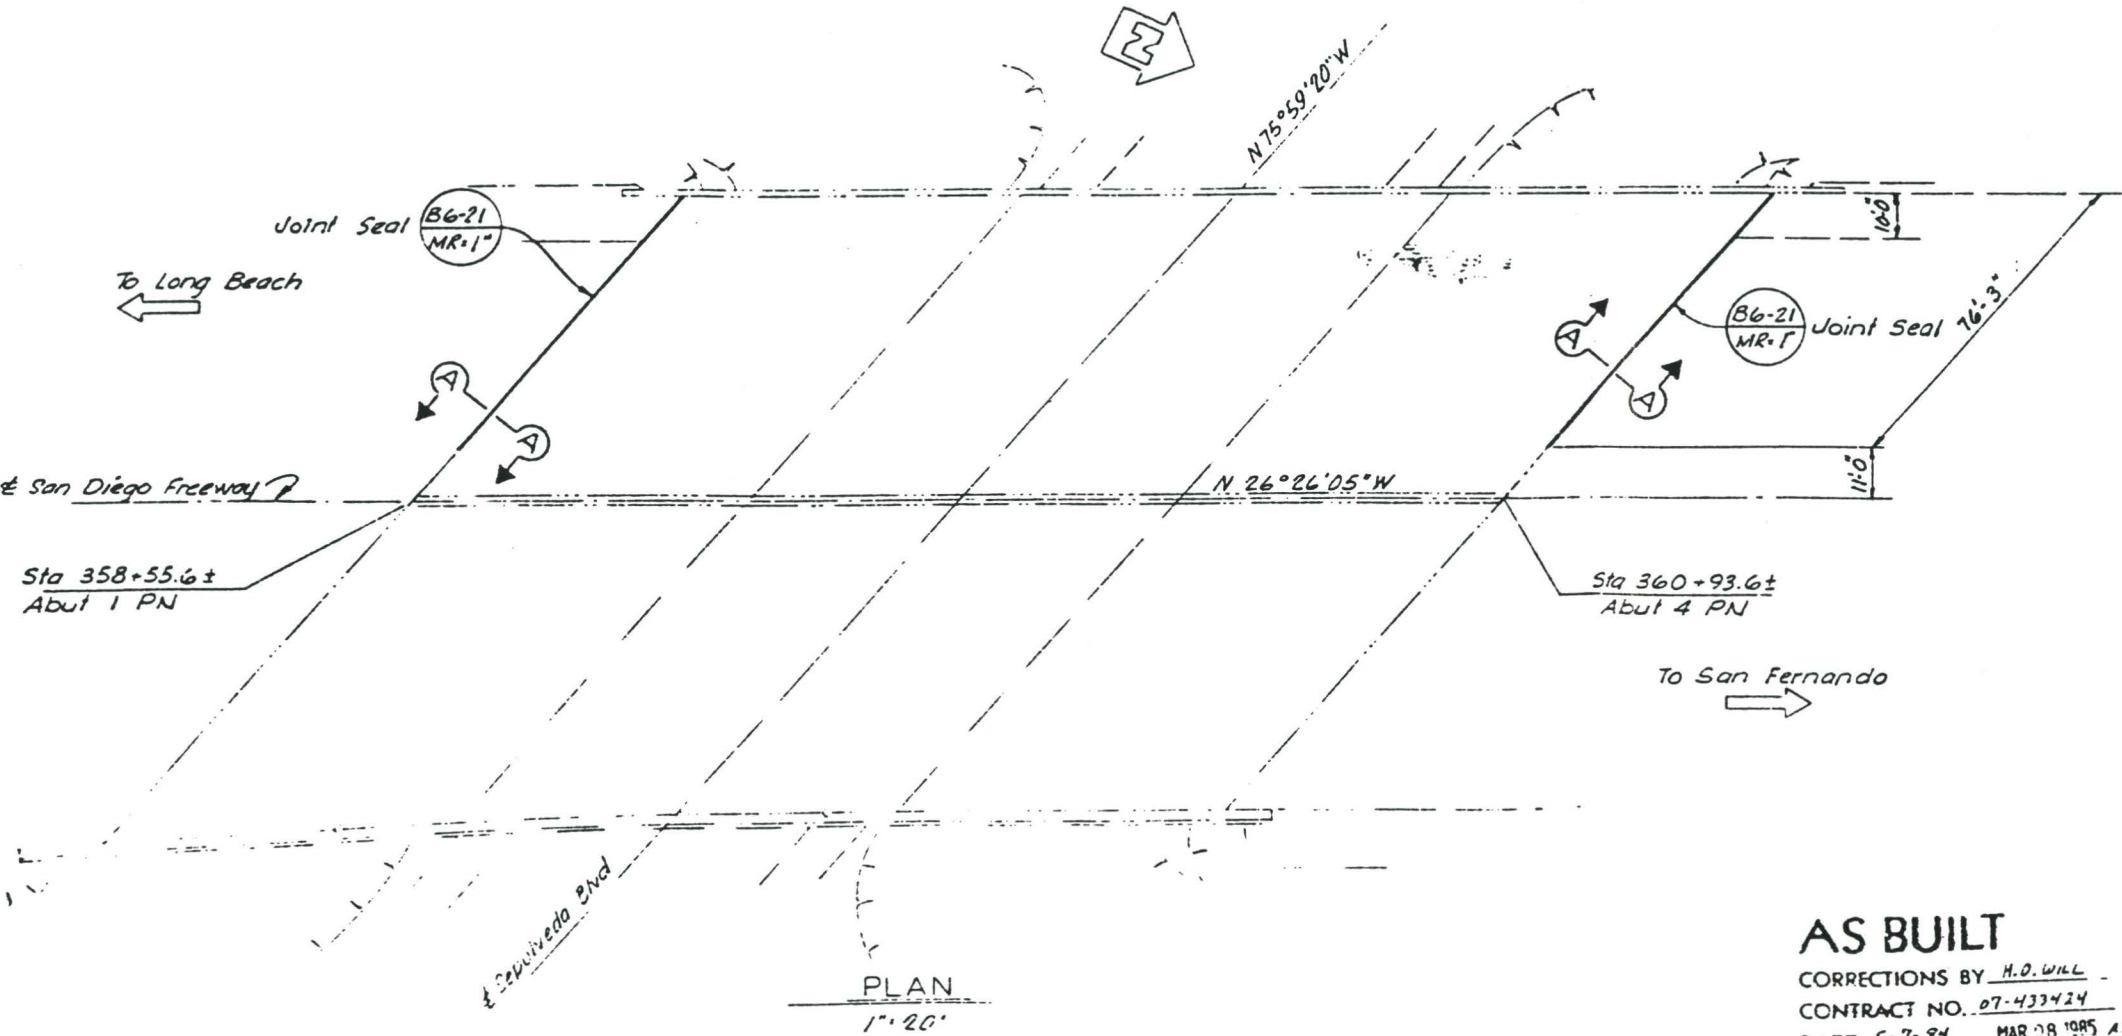 N
N 75°59'20"W
Joint Seal
B6-21
MR=1"
To Long Beach
10'-0"
76'-3"
B6-21
MR=1"
Joint Seal
A
A
A
A
℄ San Diego Freeway
N 26°26'05"W
11'-0"
Sta 358+55.6±
Abut 1 PN
Sta 360+93.6±
Abut 4 PN
To San Fernando
℄ Sepulveda Blvd
PLAN
1"=20'
AS BUILT
CORRECTIONS BY H.O. WILL
CONTRACT NO. 07-433424
MAR 28 1985